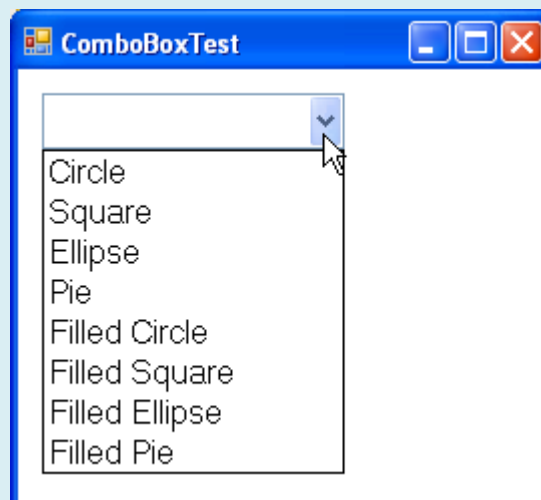 ComboBoxTest
Circle
Square
Ellipse
Pie
Filled Circle
Filled Square
Filled Ellipse
Filled Pie